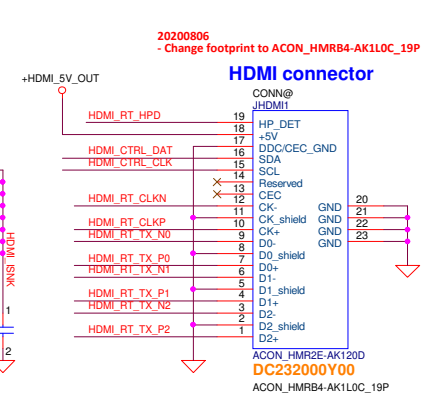 20200806
- Change footprint to ACON_HMRB4-AK1L0C_19P
HDMI connector
+HDMI_5V_OUT
CONN@
JHDMI1
HDMI_RT_HPD 19 HP_DET
18 +5V
17 DDC/CEC_GND
HDMI_CTRL_DAT 16 SDA
HDMI_CTRL_CLK 15 SCL
14 Reserved
13 CEC
HDMI_RT_CLKN 12 CK- GND 20
11 CK_shield GND 21
HDMI_RT_CLKP 10 CK+ GND 22
HDMI_RT_TX_N0 9 D0- GND 23
8 D0_shield
HDMI_RT_TX_P0 7 D0+
HDMI_RT_TX_N1 6 D1-
5 D1_shield
HDMI_RT_TX_P1 4 D1+
HDMI_RT_TX_N2 3 D2-
2 D2_shield
HDMI_RT_TX_P2 1 D2+
HDMI_ISNK
1
2
ACON_HMR2E-AK120D
DC232000Y00
ACON_HMRB4-AK1L0C_19P